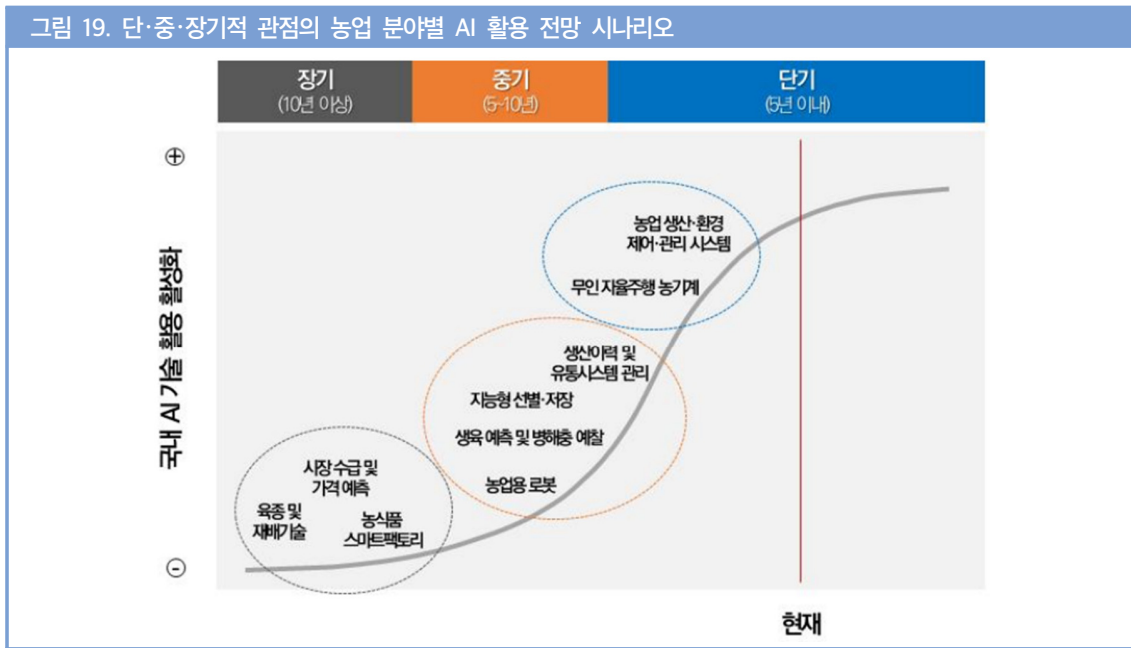 그림 19. 단·중·장기적 관점의 농업 분야별 AI 활용 전망 시나리오
장기
(10년 이상)
중기
(5~10년)
단기
(5년 이내)
⊕
국내 AI 기술 활용 활성화
⊖
농업 생산·환경
제어·관리 시스템
무인 자율주행 농기계
생산이력 및
유통시스템 관리
지능형 선별·저장
생육 예측 및 병해충 예찰
농업용 로봇
시장 수급 및
가격 예측
육종 및
재배기술
농식품
스마트팩토리
현재